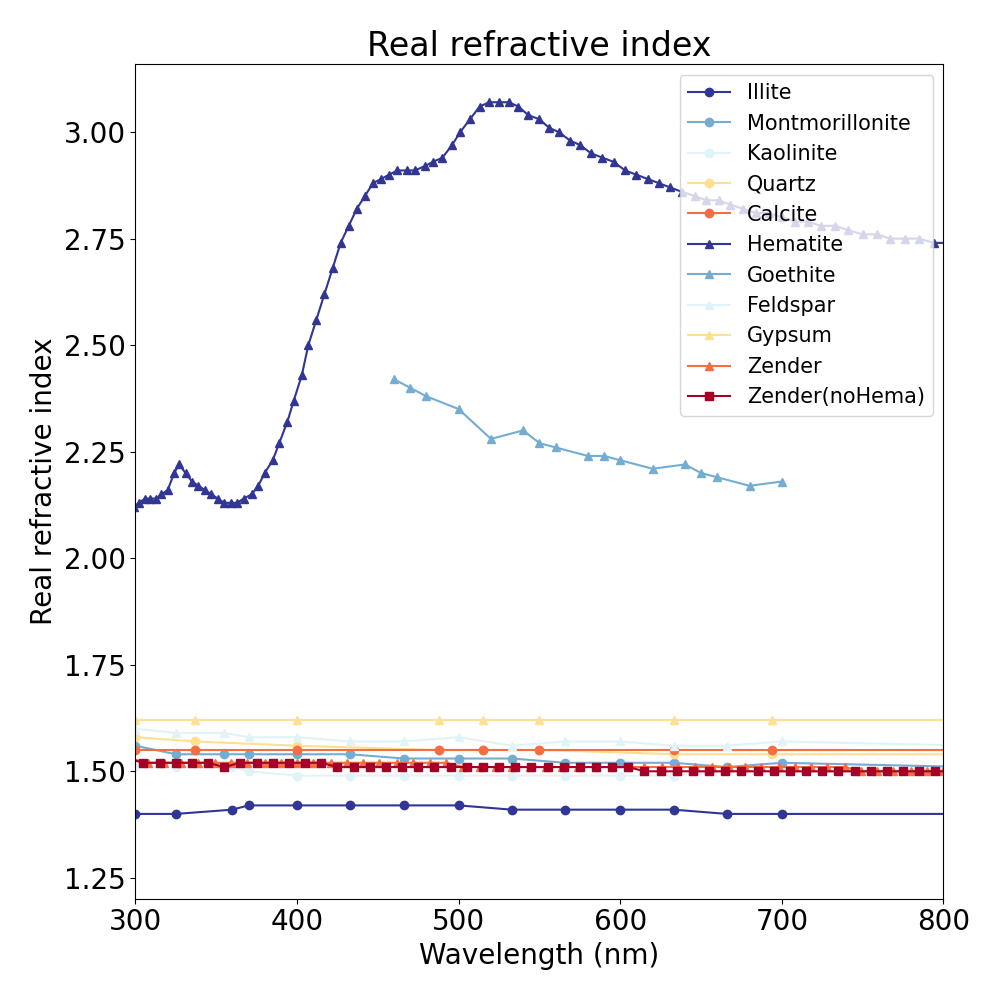 Real refractive index
Real refractive index
3.00
2.75
2.50
2.25
2.00
1.75
1.50
1.25
300 400 500 600 700 800
Wavelength (nm)
Illite
Montmorillonite
Kaolinite
Quartz
Calcite
Hematite
Goethite
Feldspar
Gypsum
Zender
Zender(noHema)